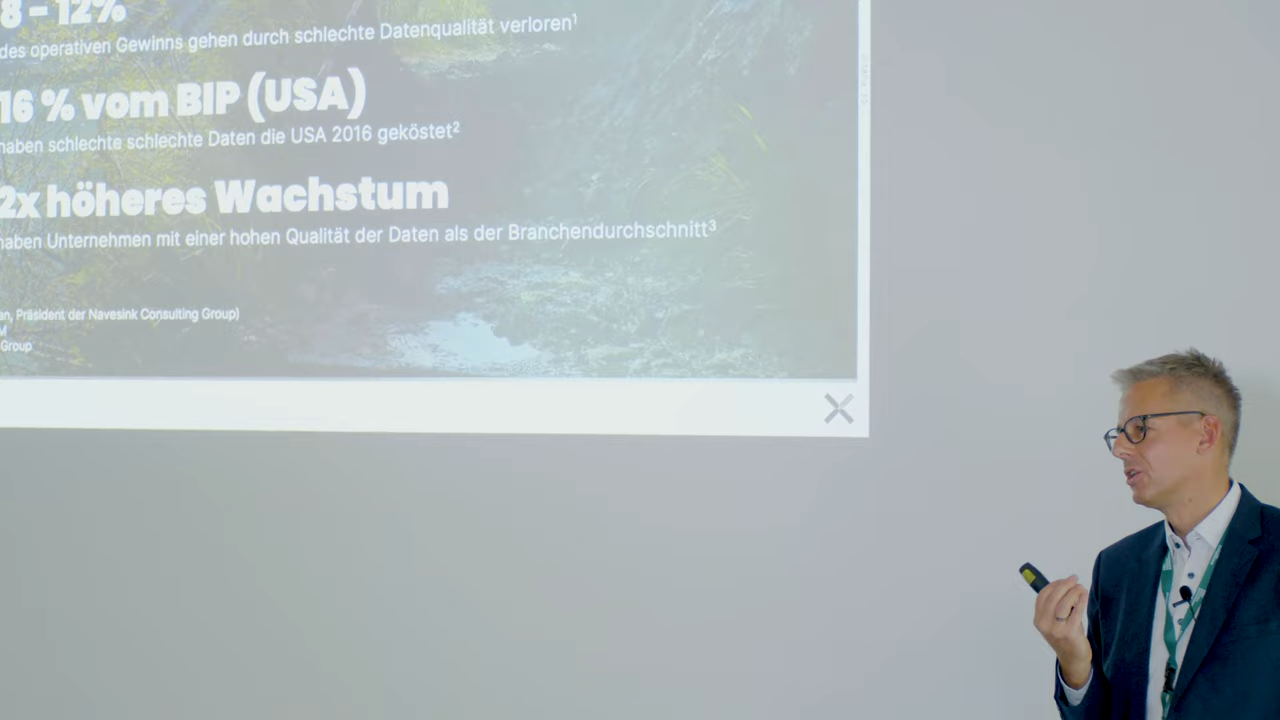 8 – 12%
des operativen Gewinns gehen durch schlechte Datenqualität verloren¹
16 % vom BIP (USA)
haben schlechte schlechte Daten die USA 2016 geköstet²
2x höheres Wachstum
haben Unternehmen mit einer hohen Qualität der Daten als der Branchendurchschnitt³
an, Präsident der Navesink Consulting Group)
M
Group